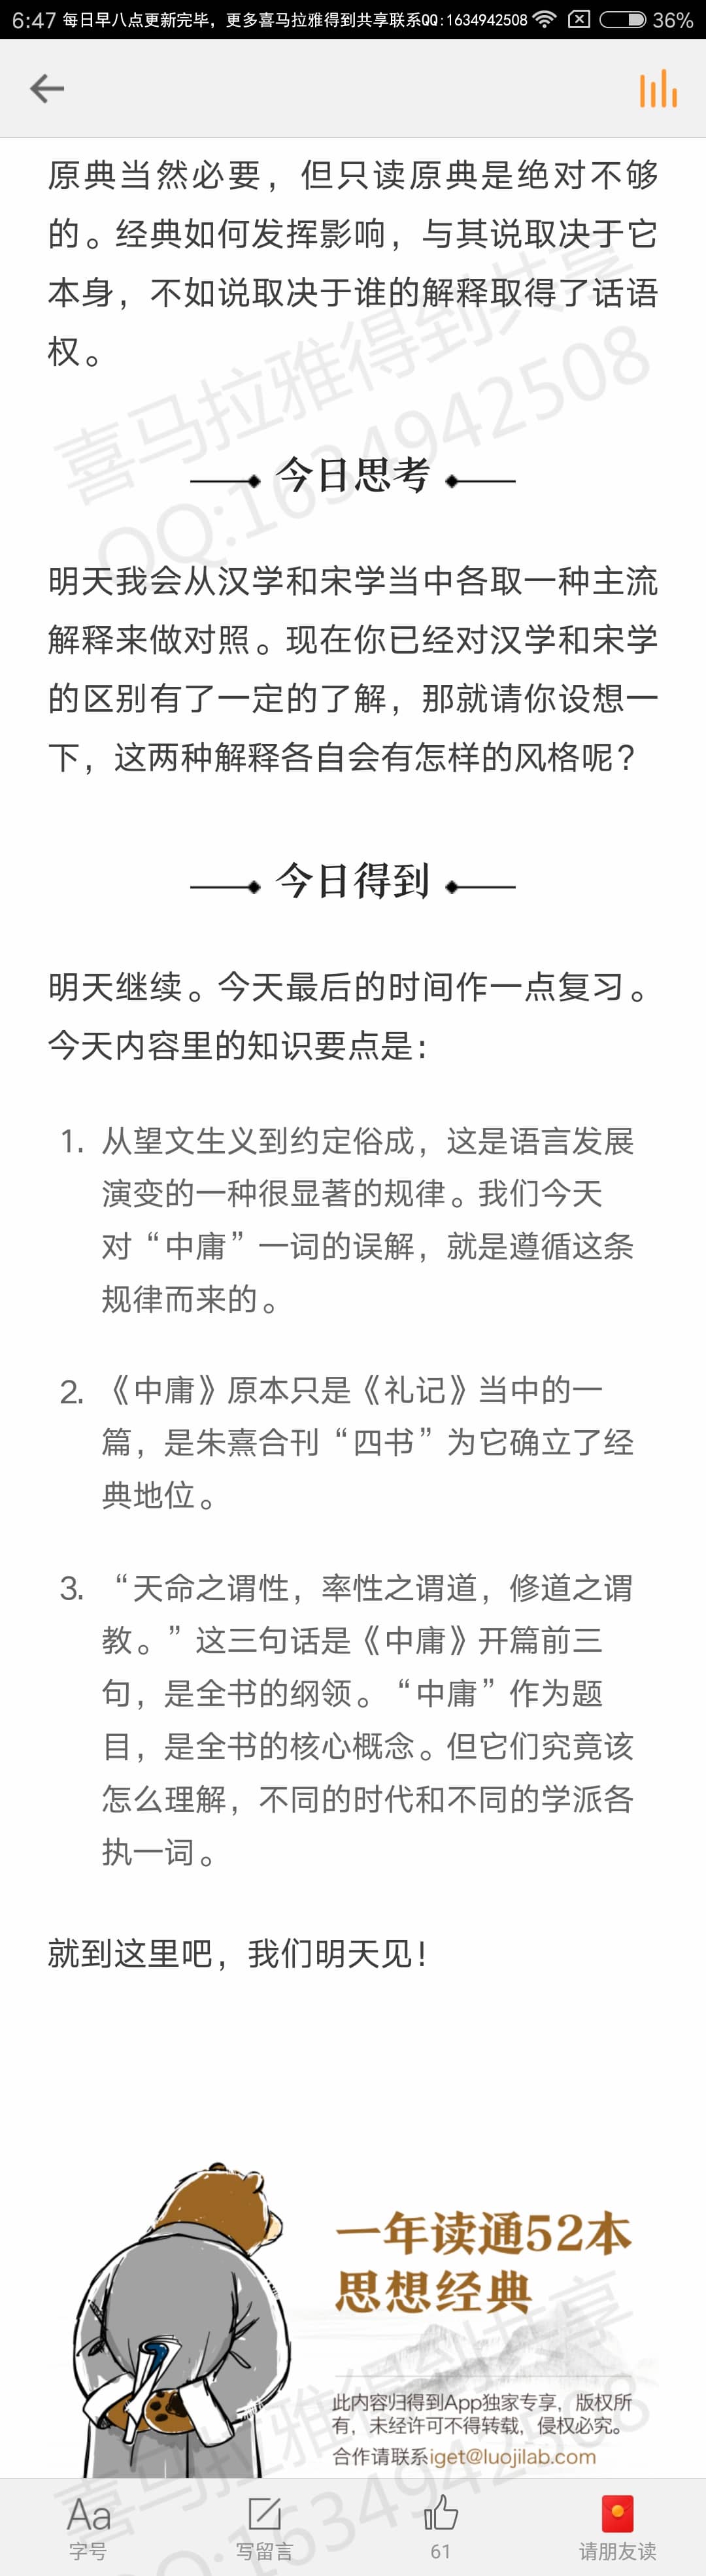 6:47 每日早八点更新完毕，更多喜马拉雅得到共享联系QQ:1634942508 36%
原典当然必要，但只读原典是绝对不够
的。经典如何发挥影响，与其说取决于它
本身，不如说取决于谁的解释取得了话语
权。
喜马拉雅得到共享
QQ:1634942508
今日思考
明天我会从汉学和宋学当中各取一种主流
解释来做对照。现在你已经对汉学和宋学
的区别有了一定的了解，那就请你设想一
下，这两种解释各自会有怎样的风格呢？
今日得到
明天继续。今天最后的时间作一点复习。
今天内容里的知识要点是：
1. 从望文生义到约定俗成，这是语言发展
演变的一种很显著的规律。我们今天
对“中庸”一词的误解，就是遵循这条
规律而来的。
2. 《中庸》原本只是《礼记》当中的一
篇，是朱熹合刊“四书”为它确立了经
典地位。
3. “天命之谓性，率性之谓道，修道之谓
教。”这三句话是《中庸》开篇前三
句，是全书的纲领。“中庸”作为题
目，是全书的核心概念。但它们究竟该
怎么理解，不同的时代和不同的学派各
执一词。
就到这里吧，我们明天见！
一年读通52本
思想经典
此内容归得到App独家专享，版权所
有，未经许可不得转载，侵权必究。
合作请联系iget@luojilab.com
喜马拉雅得到共享
QQ:1634942508
Aa
字号
写留言
61
请朋友读